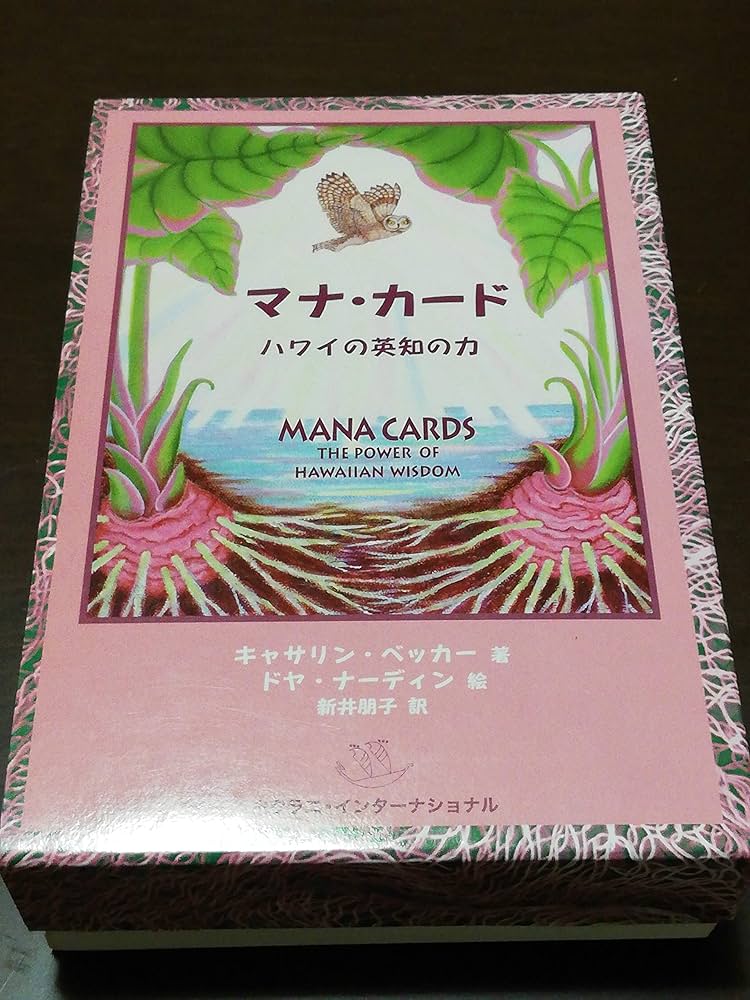 マナ・カード
ハワイの英知の力
MANA CARDS
THE POWER OF
HAWAIIAN WISDOM
キャサリン・ベッカー 著
ドヤ・ナーディン 絵
新井朋子 訳
ラニ・インターナショナル